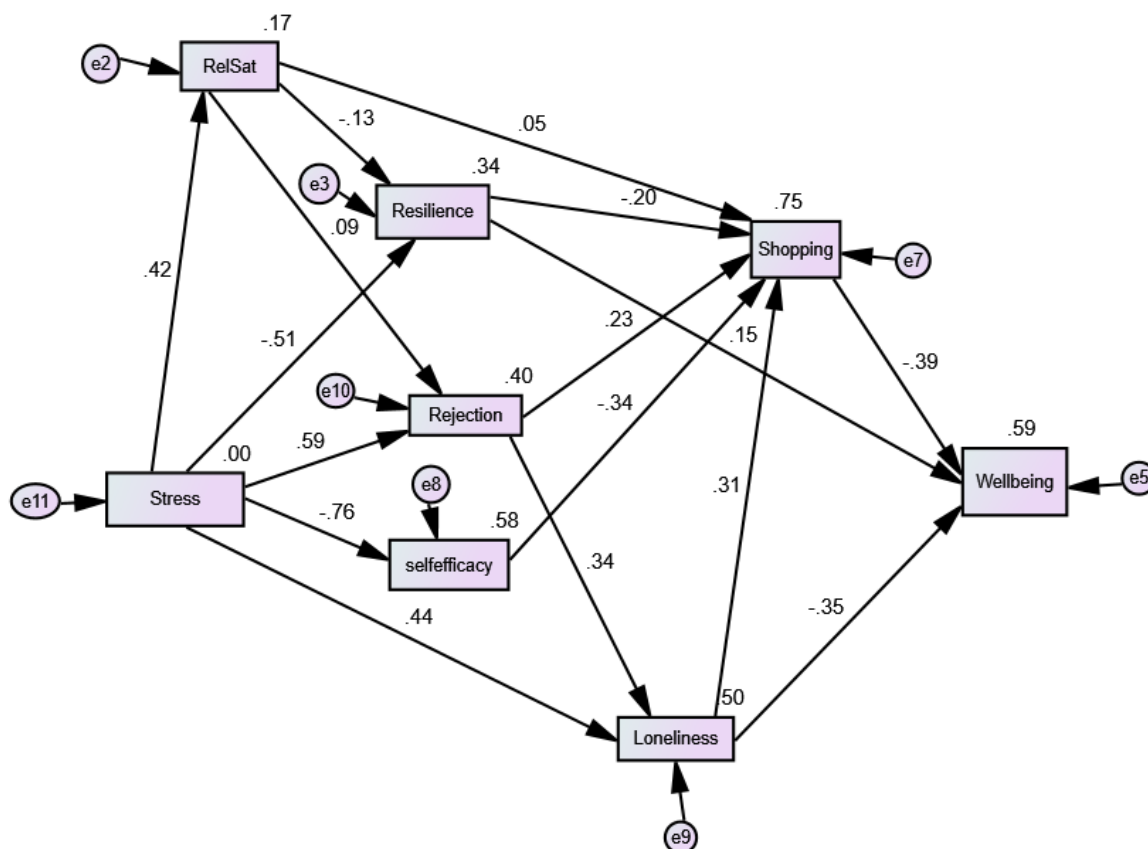 .17
e2
RelSat
-.13
.05
e3
.34
Resilience
-.20
.75
Shopping
e7
.09
.42
-.51
.23
.15
-.39
e10
.40
Rejection
-.34
.59
.00
e11
Stress
-.76
e8
.58
selfefficacy
.31
.59
Wellbeing
e5
.34
.44
-.35
.50
Loneliness
e9